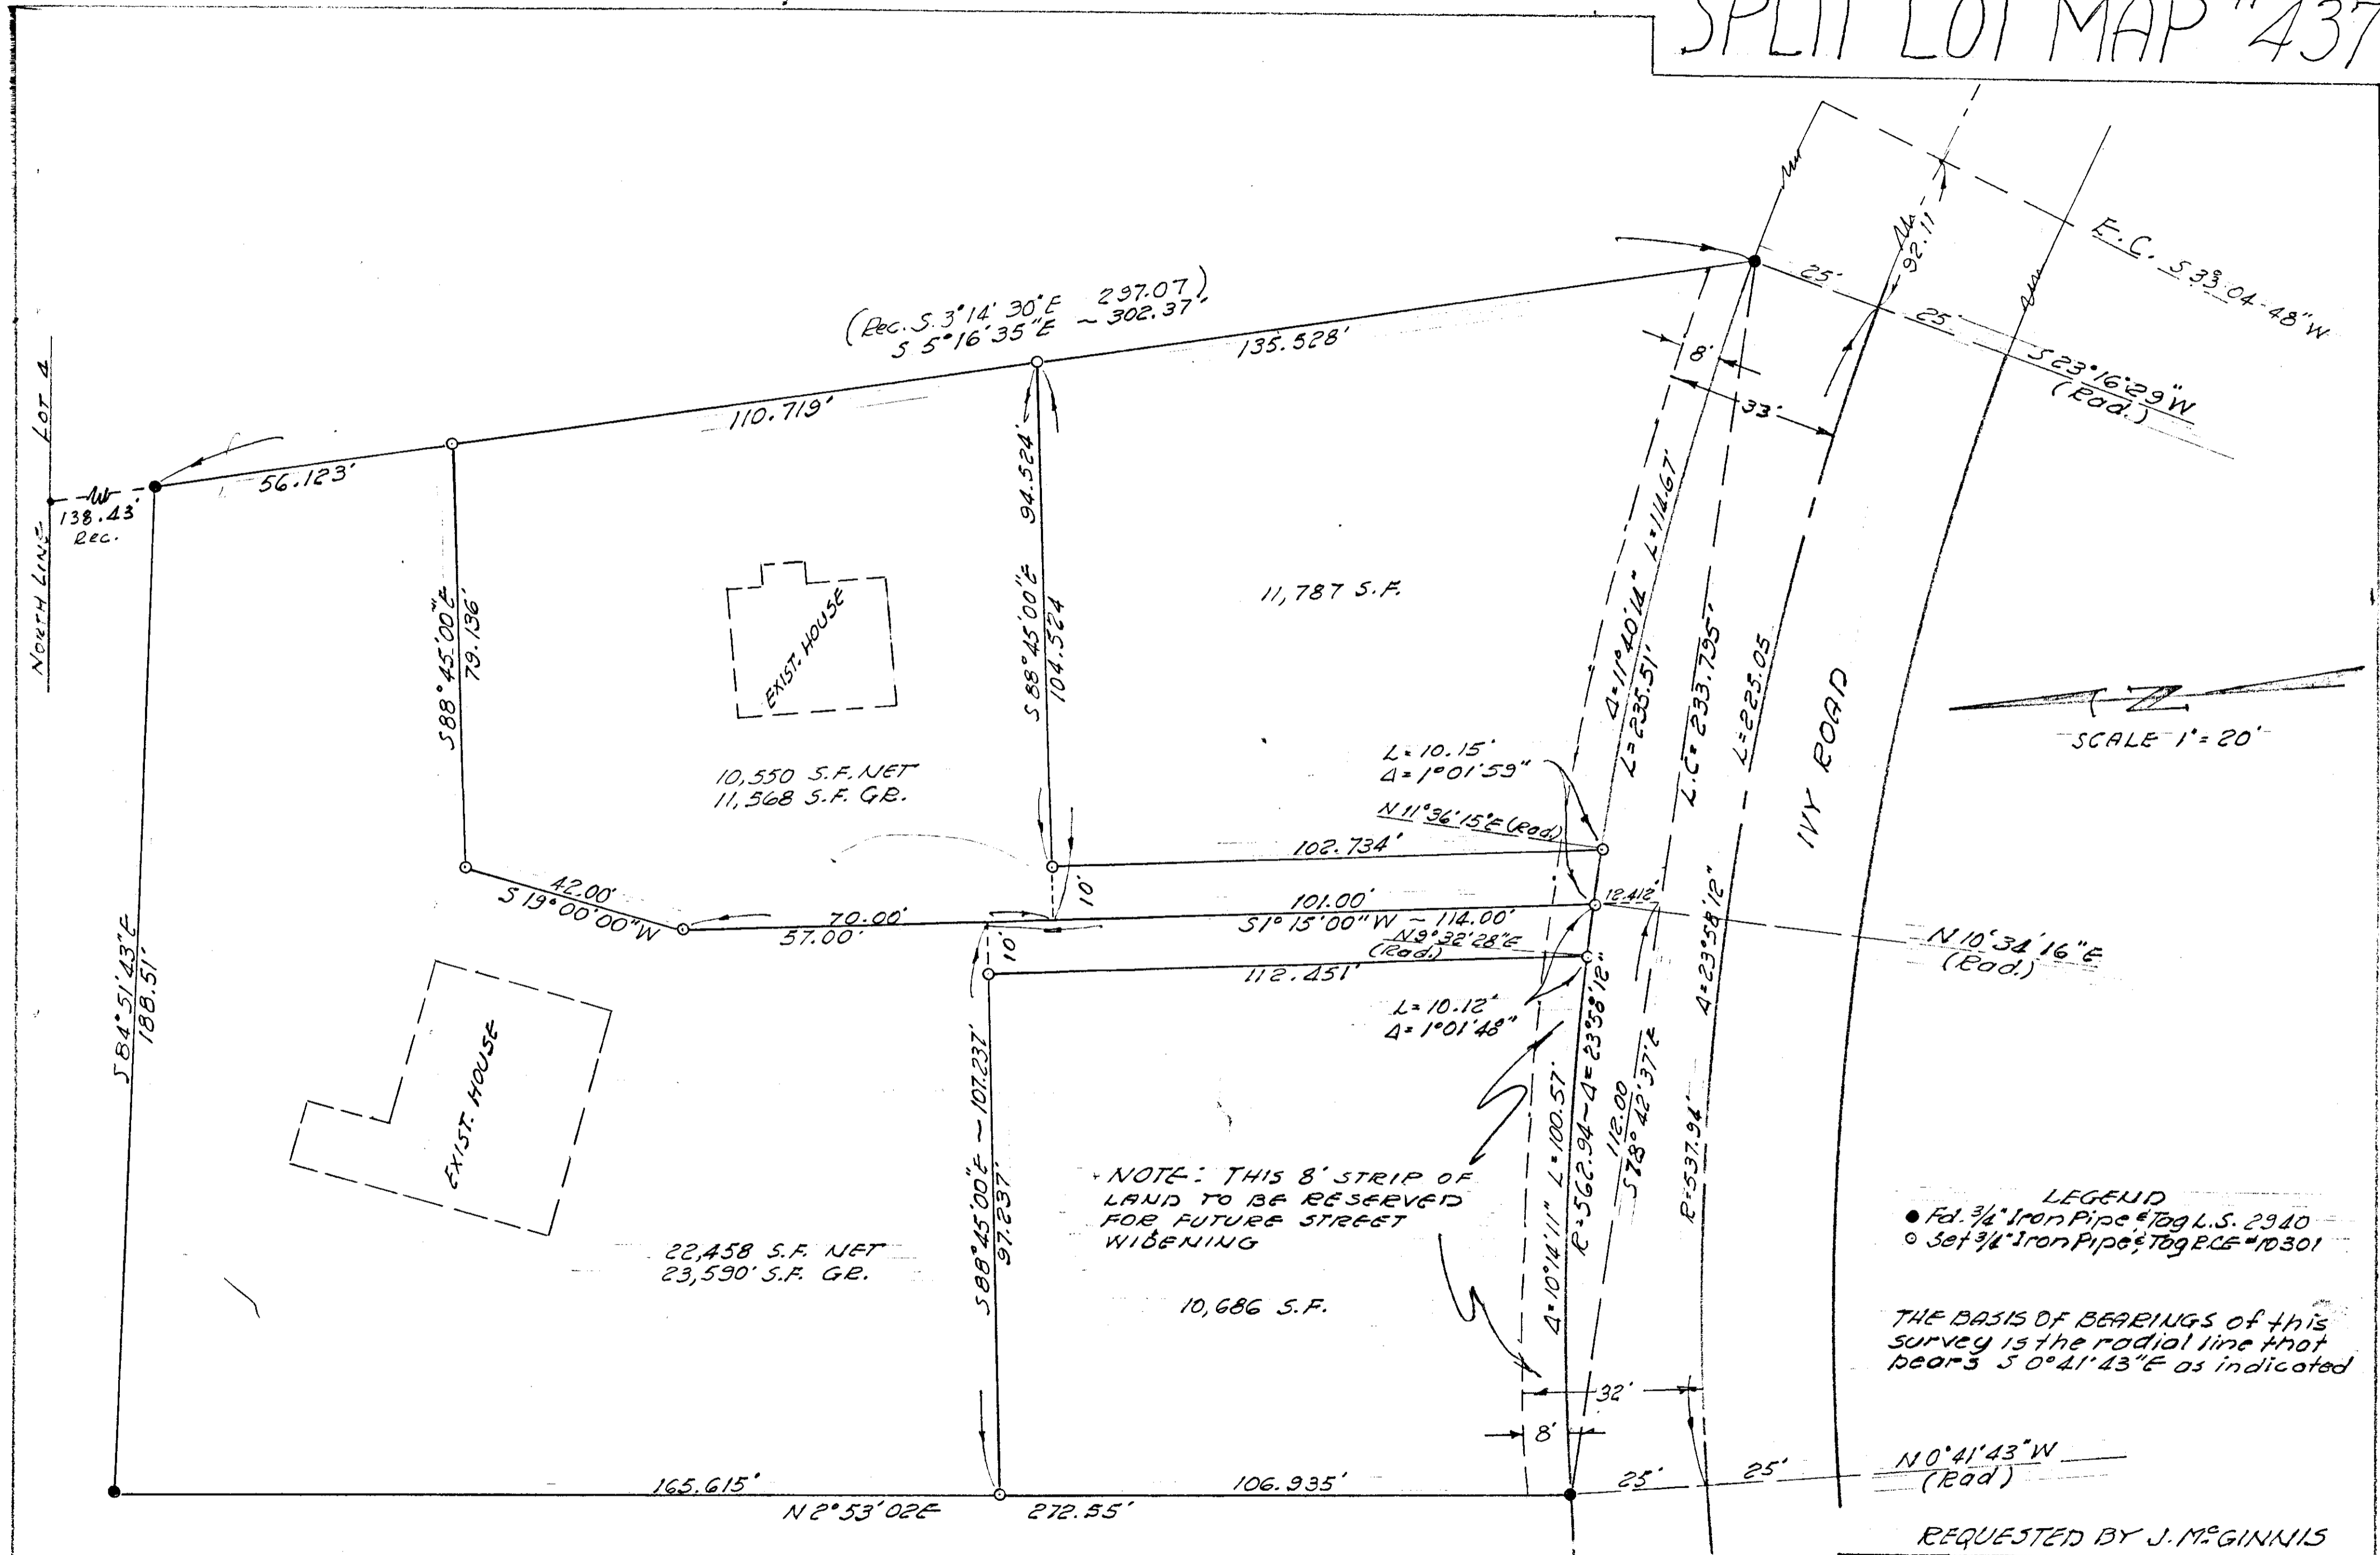 SPLIT LOT MAP #437
NORTH LINE LOT 4
138.43'
Rec.
56.123'
110.719'
(Rec. S. 3°14'30"E 297.07)
S 5°16'35"E ~ 302.37'
135.528'
E.C. S 33-04-48" W
92.11
25'
25'
S 23°16'29"W
(Rad.)
8'
33'
S88°45'00"E
79.136'
EXIST. HOUSE
10,550 S.F. NET
11,568 S.F. GR.
S88°45'00"E 94.524'
104.524
11,787 S.F.
Δ=11°40'14" L=114.67'
L=235.51'
L.C.=233.795'
L=225.05
IVY ROAD
SCALE 1"=20'
L=10.15'
Δ=1°01'59"
N 11°36'15"E (Rad.)
102.734'
10'
101.00'
S1°15'00"W ~ 114.00'
12.412'
N 10°34'16"E
(Rad.)
42.00'
S 19°00'00"W
70.00'
57.00'
10'
N9°32'28"E
(Rad.)
112.451'
L=10.12'
Δ=1°01'48"
S84°51'43"E
188.51'
EXIST. HOUSE
22,458 S.F. NET
23,590' S.F. GR.
S88°45'00"E ~ 107.237'
97.237'
NOTE: THIS 8' STRIP OF
LAND TO BE RESERVED
FOR FUTURE STREET
WIDENING
10,686 S.F.
Δ=10°14'11" L=100.57'
R=562.94 ~ Δ=23°58'12"
112.00
S78°42'37"E
R=537.94'
Δ=23°58'12"
LEGEND
● Fd. 3/4" Iron Pipe & Tag L.S. 2940
○ Set 3/4" Iron Pipe & Tag R.C.E #10301
THE BASIS OF BEARINGS of this
survey is the radial line that
bears S 0°41'43"E as indicated
32'
8'
25'
25'
N 0°41'43"W
(Rad)
165.615'
106.935'
N 2°53'02E 272.55'
REQUESTED BY J. McGINNIS